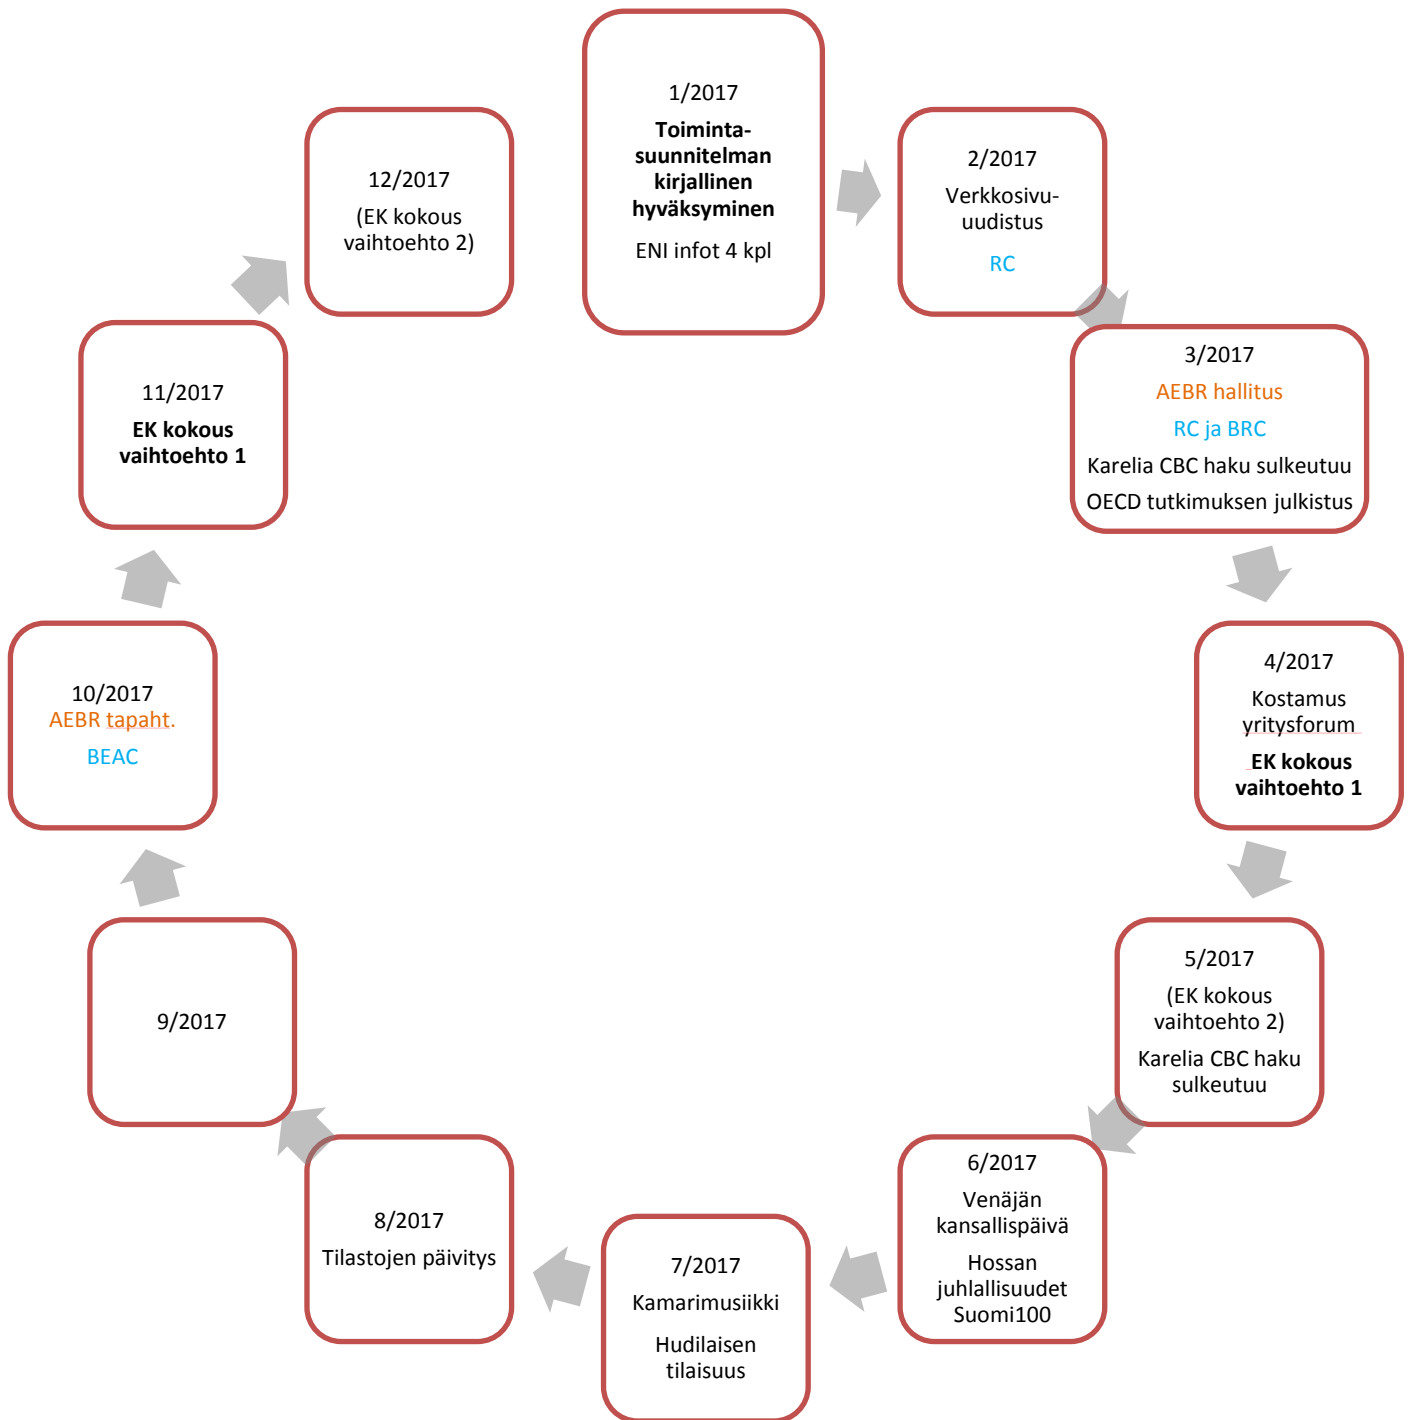 1/2017
Toiminta-
suunnitelman
kirjallinen
hyväksyminen
ENI infot 4 kpl
2/2017
Verkkosivu-
uudistus
RC
3/2017
AEBR hallitus
RC ja BRC
Karelia CBC haku sulkeutuu
OECD tutkimuksen julkistus
4/2017
Kostamus
yritysforum
EK kokous
vaihtoehto 1
5/2017
(EK kokous
vaihtoehto 2)
Karelia CBC haku
sulkeutuu
6/2017
Venäjän
kansallispäivä
Hossan
juhlallisuudet
Suomi100
7/2017
Kamarimusiikki
Hudilaisen
tilaisuus
8/2017
Tilastojen päivitys
9/2017
10/2017
AEBR tapaht.
BEAC
11/2017
EK kokous
vaihtoehto 1
12/2017
(EK kokous
vaihtoehto 2)